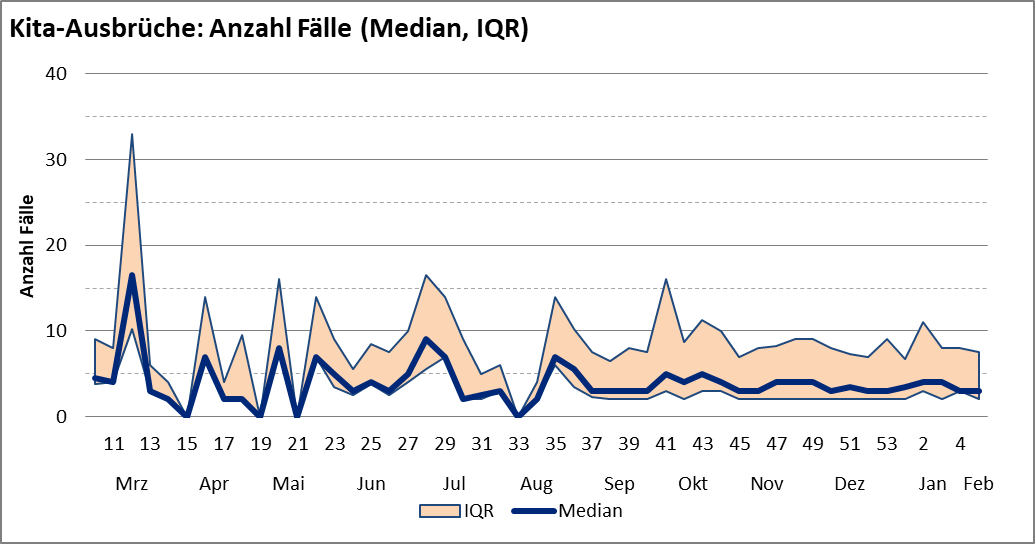 Kita-Ausbrüche: Anzahl Fälle (Median, IQR)
40
30
20
10
0
Anzahl Fälle
11 13 15 17 19 21 23 25 27 29 31 33 35 37 39 41 43 45 47 49 51 53 2 4
Mrz Apr Mai Jun Jul Aug Sep Okt Nov Dez Jan Feb
IQR Median